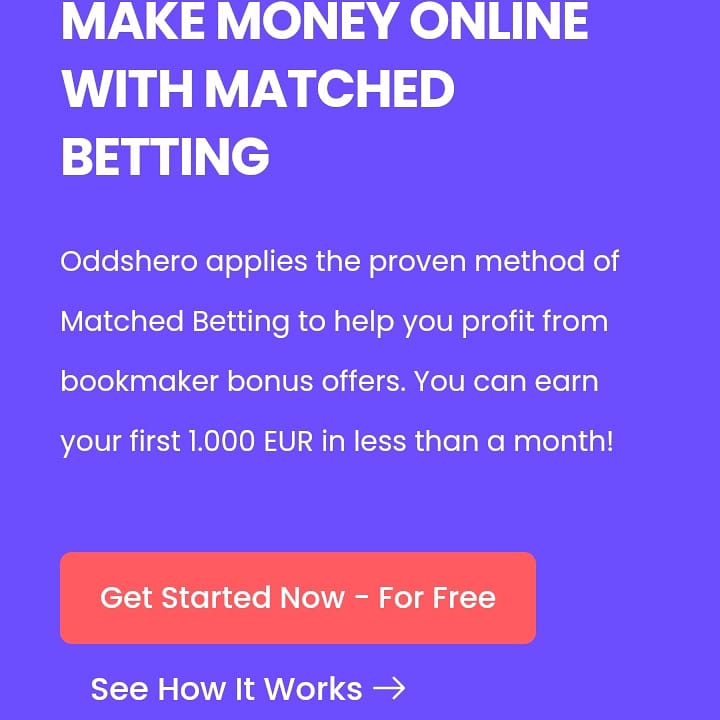 MAKE MONEY ONLINE
WITH MATCHED
BETTING
Oddshero applies the proven method of
Matched Betting to help you profit from
bookmaker bonus offers. You can earn
your first 1.000 EUR in less than a month!
Get Started Now - For Free
See How It Works →